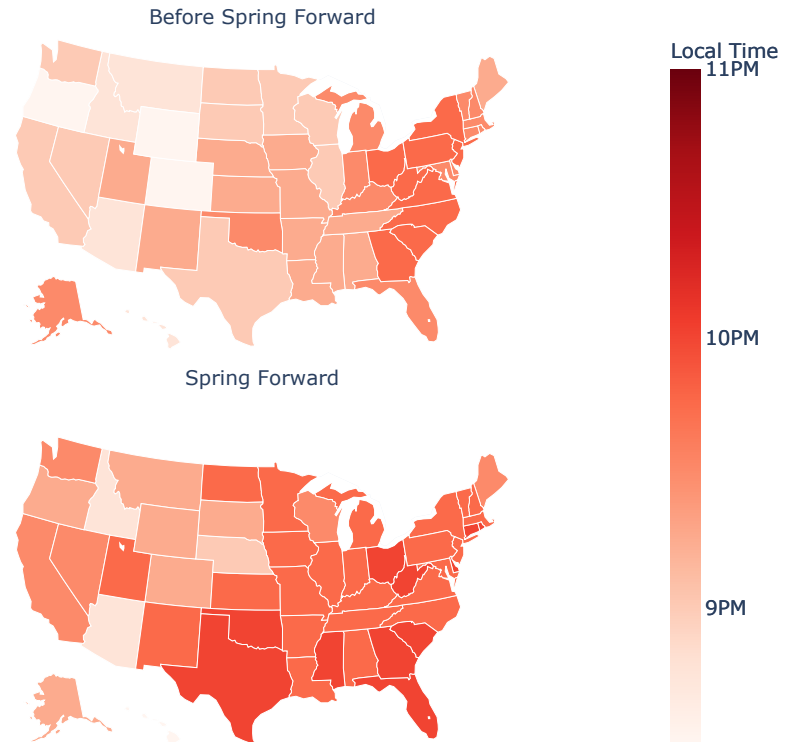 Before Spring Forward
Local Time
11PM
10PM
Spring Forward
9PM